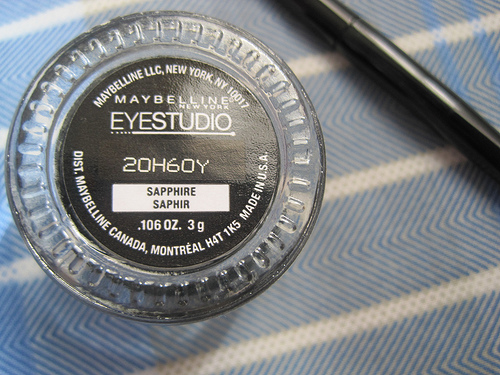 MAYBELLINE LLC, NEW YORK, NY 10017
MAYBELLINE
NEW YORK
EYESTUDIO
20H60Y
SAPPHIRE
SAPHIR
.106 OZ. 3 g
DIST. MAYBELLINE CANADA, MONTRÉAL H4T 1K5 MADE IN U.S.A.